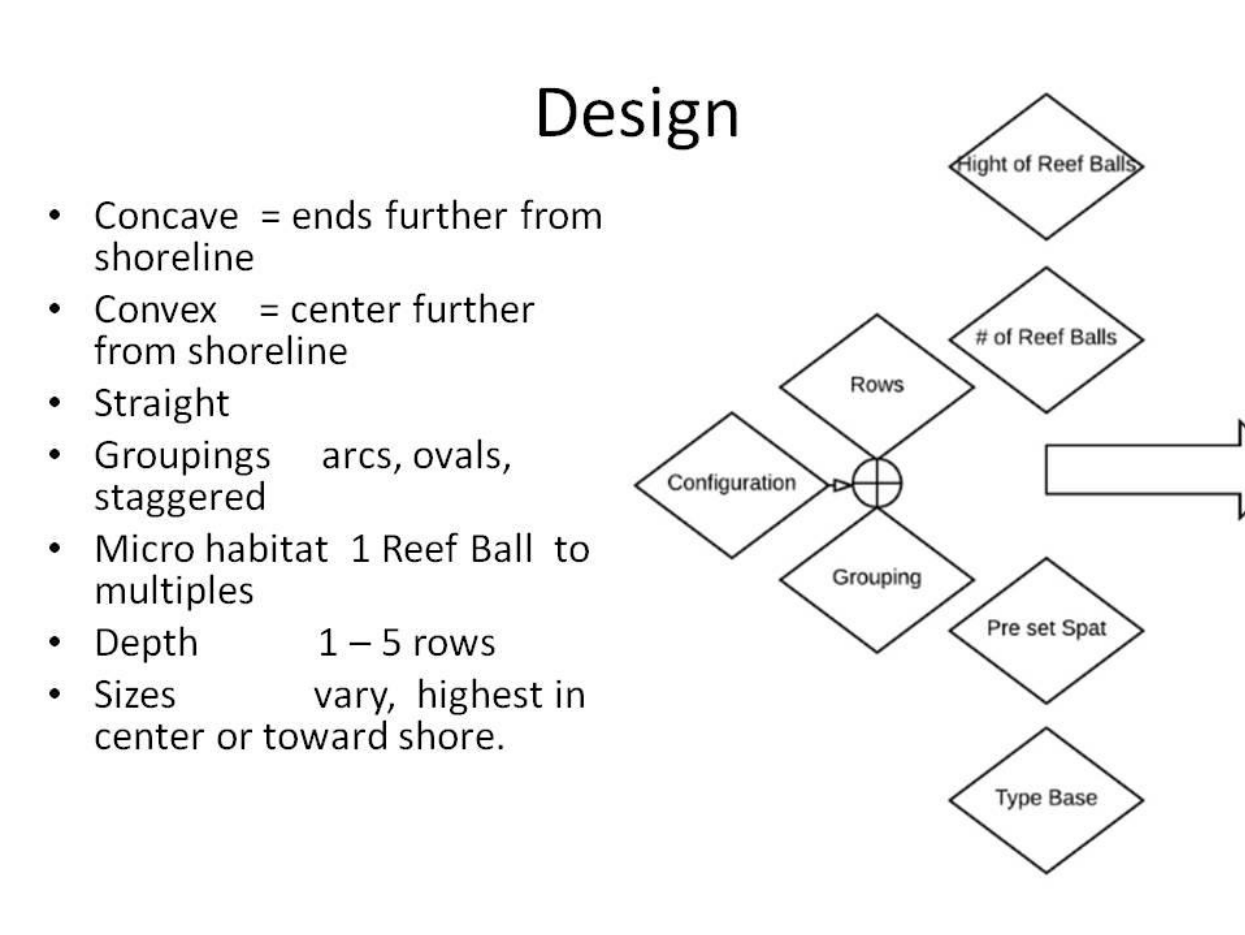 Design
• Concave = ends further from
shoreline
• Convex = center further
from shoreline
• Straight
• Groupings arcs, ovals,
staggered
• Micro habitat 1 Reef Ball to
multiples
• Depth 1 – 5 rows
• Sizes vary, highest in
center or toward shore.
Hight of Reef Balls
# of Reef Balls
Rows
Configuration
Grouping
Pre set Spat
Type Base